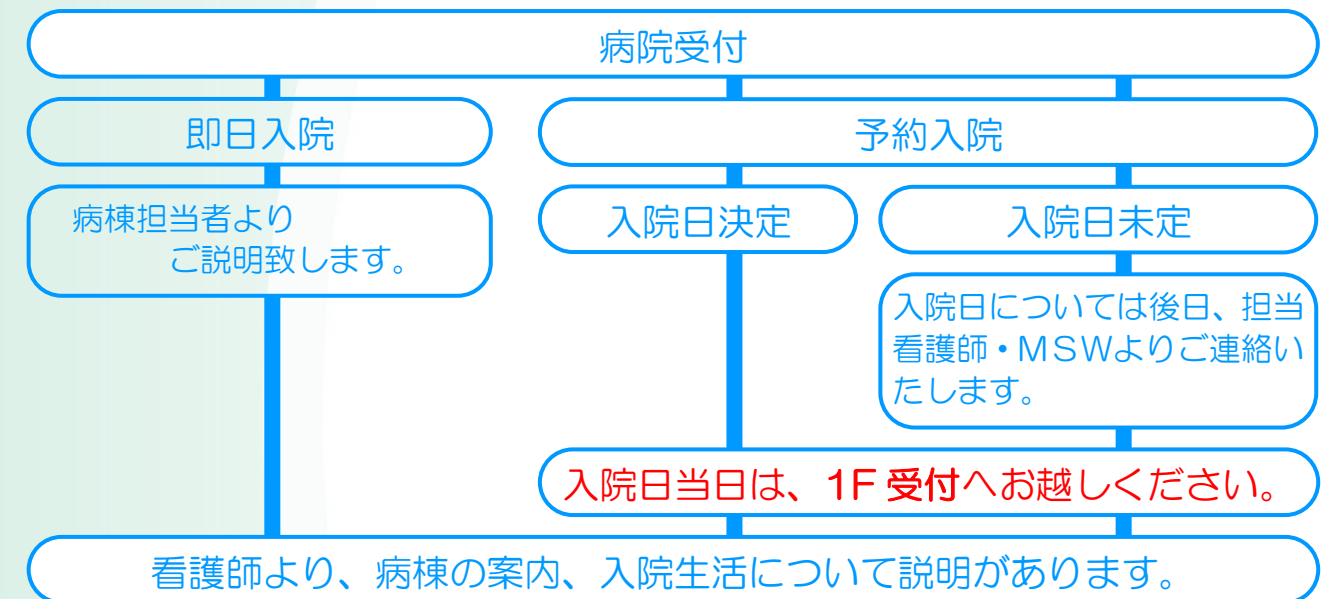 病院受付
即日入院
予約入院
病棟担当者より
ご説明致します。
入院日決定
入院日未定
入院日については後日、担当
看護師・ＭＳＷよりご連絡い
たします。
入院日当日は、1F 受付へお越しください。
看護師より、病棟の案内、入院生活について説明があります。